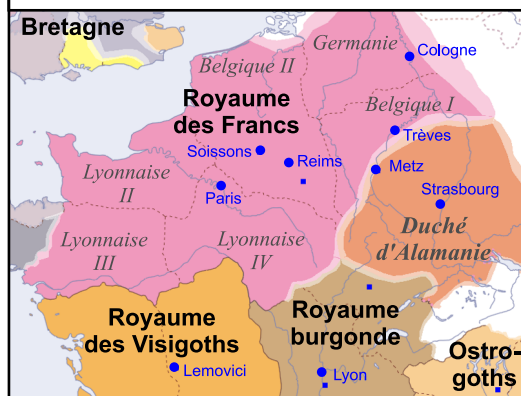 Bretagne
Germanie
Cologne
Belgique II
Royaume
des Francs
Belgique I
Trèves
Soissons
Reims
Metz
Lyonnaise
II
Paris
Strasbourg
Duché
d'Alamanie
Lyonnaise
III
Lyonnaise
IV
Royaume
des Visigoths
Royaume
burgonde
Lemovici
Lyon
Ostro-
goths